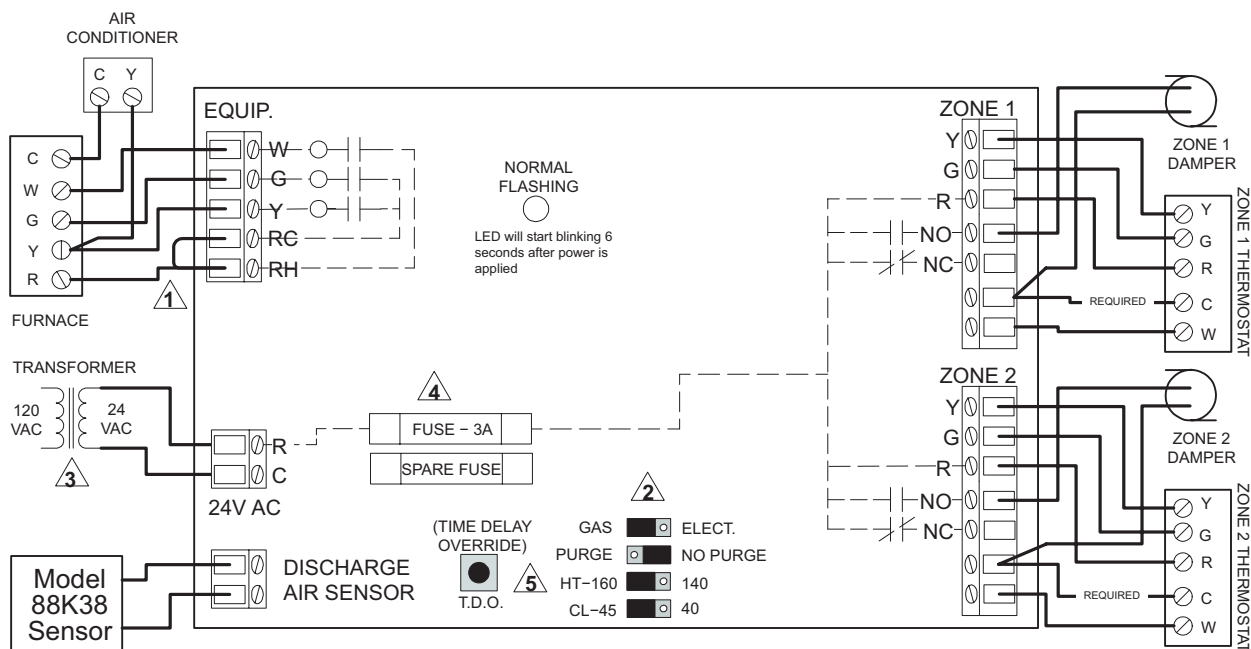 AIR
CONDITIONER
C Y
C
W
G
Y
R
FURNACE
EQUIP.
W
G
Y
RC
RH
1
NORMAL
FLASHING
LED will start blinking 6
seconds after power is
applied
TRANSFORMER
120
VAC
24
VAC
3
R
C
24V AC
4
FUSE – 3A
SPARE FUSE
Model
88K38
Sensor
DISCHARGE
AIR SENSOR
(TIME DELAY
OVERRIDE)
T.D.O.
5
2
GAS ELECT.
PURGE NO PURGE
HT–160 140
CL–45 40
ZONE 1
Y
G
R
NO
NC
ZONE 1
DAMPER
REQUIRED
Y
G
R
C
W
ZONE 1 THERMOSTAT
ZONE 2
Y
G
R
NO
NC
ZONE 2
DAMPER
REQUIRED
Y
G
R
C
W
ZONE 2 THERMOSTAT